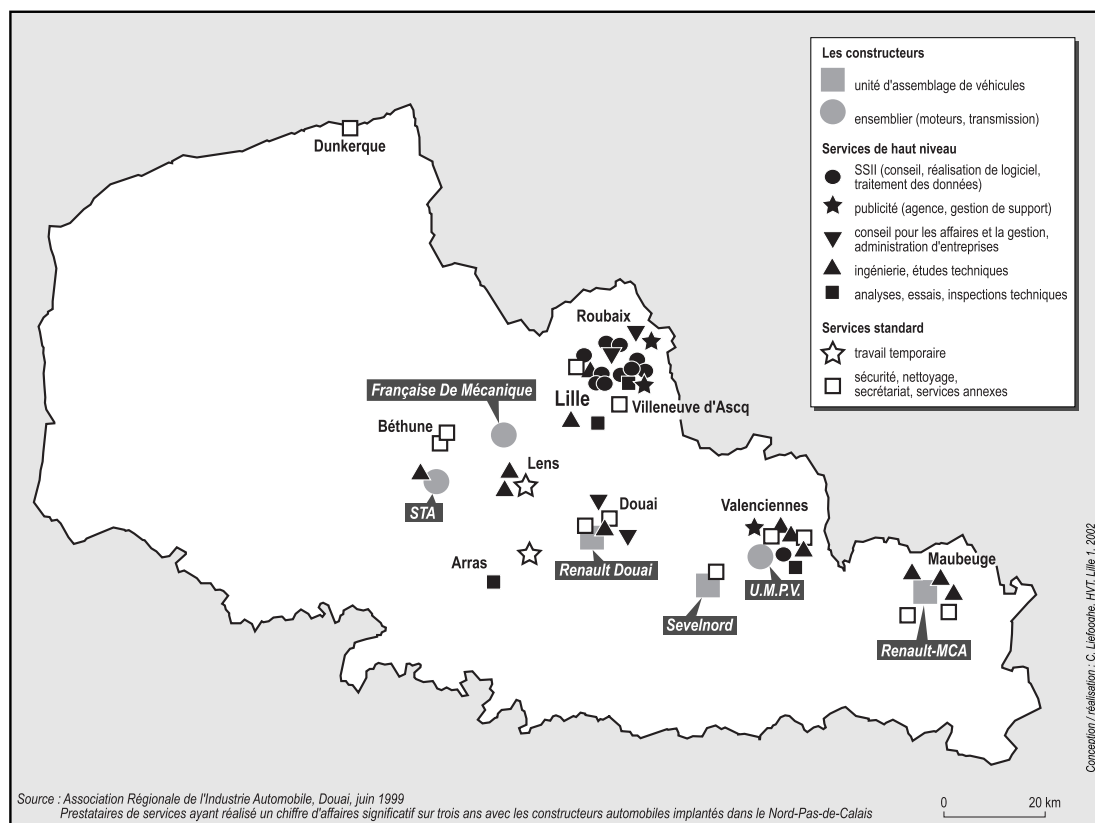 Les constructeurs
unité d'assemblage de véhicules
ensemblier (moteurs, transmission)
Services de haut niveau
SSII (conseil, réalisation de logiciel,
traitement des données)
publicité (agence, gestion de support)
conseil pour les affaires et la gestion,
administration d'entreprises
ingénierie, études techniques
analyses, essais, inspections techniques
Services standard
travail temporaire
sécurité, nettoyage,
secrétariat, services annexes
Dunkerque
Roubaix
Française De Mécanique
Lille
Villeneuve d'Ascq
Béthune
Lens
STA
Douai
Valenciennes
Arras
Renault Douai
Maubeuge
U.M.P.V.
Sevelnord
Renault-MCA
Conception / réalisation : C. Liefooghe, HVT, Lille 1, 2002
Source : Association Régionale de l'Industrie Automobile, Douai, juin 1999
Prestataires de services ayant réalisé un chiffre d'affaires significatif sur trois ans avec les constructeurs automobiles implantés dans le Nord-Pas-de-Calais
0 20 km